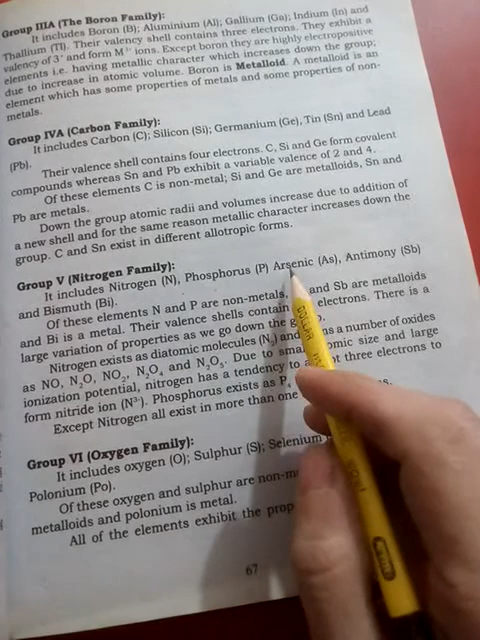 Group IIIA (The Boron Family):
It includes Boron (B); Aluminium (Al); Gallium (Ga); Indium (In) and
Thallium (Tl). Their valency shell contains three electrons. They exhibit a
valency of 3⁺ and form M³⁺ ions. Except boron they are highly electropositive
elements i.e. having metallic character which increases down the group;
due to increase in atomic volume. Boron is Metalloid. A metalloid is an
element which has some properties of metals and some properties of non-
metals.
Group IVA (Carbon Family):
It includes Carbon (C); Silicon (Si); Germanium (Ge), Tin (Sn) and Lead
(Pb).
Their valence shell contains four electrons. C, Si and Ge form covalent
compounds whereas Sn and Pb exhibit a variable valence of 2 and 4.
Of these elements C is non-metal; Si and Ge are metalloids, Sn and
Pb are metals.
Down the group atomic radii and volumes increase due to addition of
a new shell and for the same reason metallic character increases down the
group. C and Sn exist in different allotropic forms.
Group V (Nitrogen Family):
It includes Nitrogen (N), Phosphorus (P) Arsenic (As), Antimony (Sb)
and Bismuth (Bi).
Of these elements N and P are non-metals, and Sb are metalloids
and Bi is a metal. Their valence shells contain electrons. There is a
large variation of properties as we go down the
Nitrogen exists as diatomic molecules (N₂) and a number of oxides
as NO, N₂O, NO₂, N₂O₄ and N₂O₅. Due to size and large
ionization potential, nitrogen has a tendency to three electrons to
form nitride ion (N³⁻). Phosphorus exists as P₄
Except Nitrogen all exist in more than one
Group VI (Oxygen Family):
It includes oxygen (O); Sulphur (S); Selenium
Polonium (Po).
Of these oxygen and sulphur are
metalloids and polonium is metal.
All of the elements exhibit the
67
DOLLAR